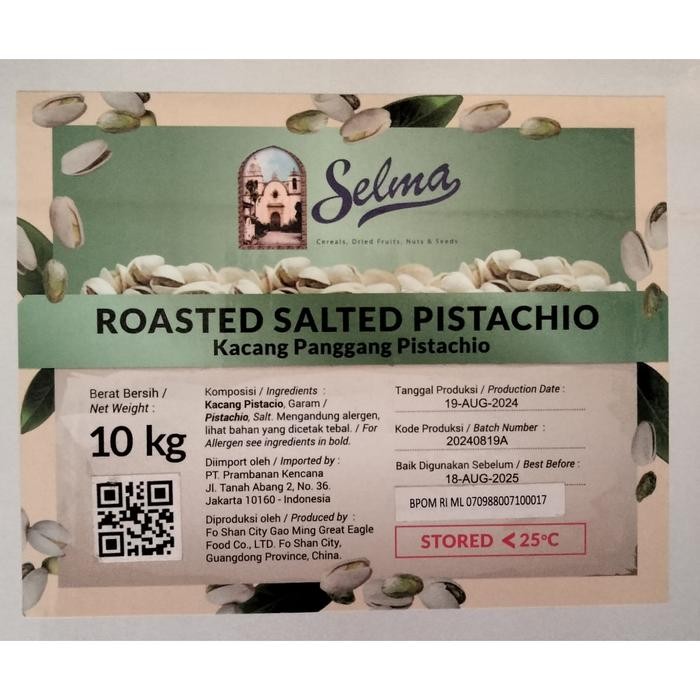 Selma
Cereals, Dried Fruits, Nuts & Seeds
ROASTED SALTED PISTACHIO
Kacang Panggang Pistachio
Berat Bersih /
Net Weight :
10 kg
Komposisi / Ingredients :
Kacang Pistacio, Garam /
Pistachio, Salt. Mengandung alergen,
lihat bahan yang dicetak tebal. / For
Allergen see ingredients in bold.
Diimport oleh / Imported by :
PT. Prambanan Kencana
Jl. Tanah Abang 2, No. 36.
Jakarta 10160 - Indonesia
Diproduksi oleh / Produced by :
Fo Shan City Gao Ming Great Eagle
Food Co., LTD. Fo Shan City,
Guangdong Province, China.
Tanggal Produksi / Production Date :
19-AUG-2024
Kode Produksi / Batch Number :
20240819A
Baik Digunakan Sebelum / Best Before :
18-AUG-2025
BPOM RI ML 070988007100017
STORED <25°C